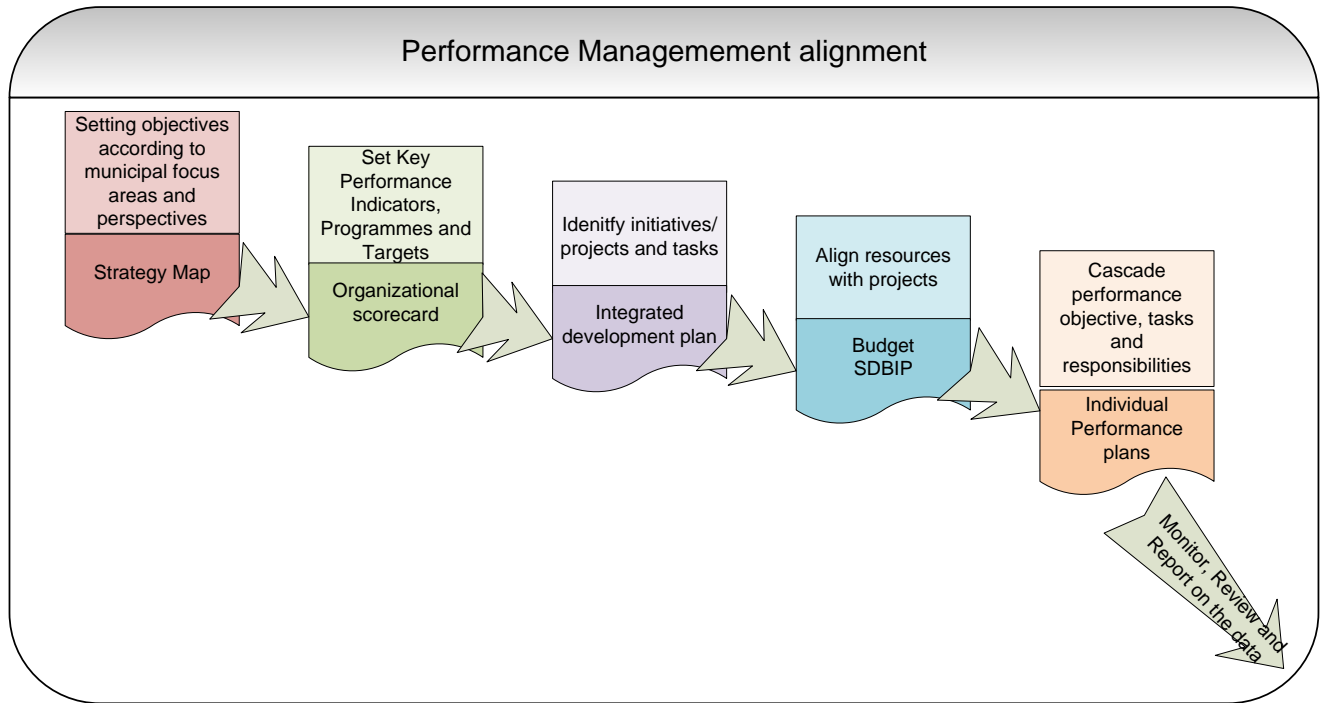 Performance Managemement alignment
Setting objectives
according to
municipal focus
areas and
perspectives
Strategy Map
Set Key
Performance
Indicators,
Programmes and
Targets
Organizational
scorecard
Idenitfy initiatives/
projects and tasks
Integrated
development plan
Align resources
with projects
Budget
SDBIP
Cascade
performance
objective, tasks
and
responsibilities
Individual
Performance
plans
Monitor, Review and
Report on the data